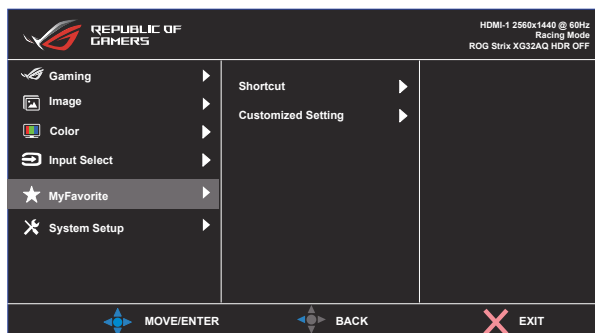 REPUBLIC OF
GAMERS
HDMI-1 2560x1440 @ 60Hz
Racing Mode
ROG Strix XG32AQ HDR OFF
Gaming
Image
Color
Input Select
MyFavorite
System Setup
Shortcut
Customized Setting
MOVE/ENTER
BACK
EXIT